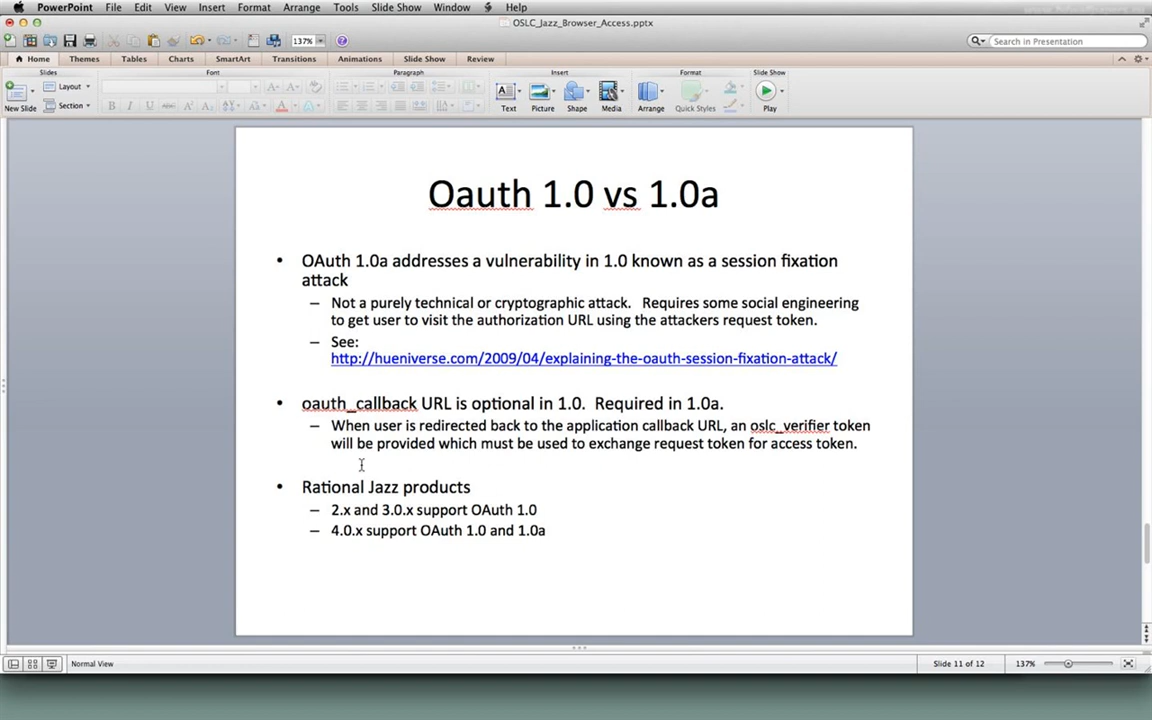 PowerPoint File Edit View Insert Format Arrange Tools Slide Show Window Help
OSLC_Jazz_Browser_Access.pptx
137% Search in Presentation
Home Themes Tables Charts SmartArt Transitions Animations Slide Show Review
Slides Font Paragraph Insert Format Slide Show
Layout
Section
New Slide Text Picture Shape Media Arrange Quick Styles Play
B I U
Oauth 1.0 vs 1.0a
• OAuth 1.0a addresses a vulnerability in 1.0 known as a session fixation
attack
– Not a purely technical or cryptographic attack. Requires some social engineering
to get user to visit the authorization URL using the attackers request token.
– See:
http://hueniverse.com/2009/04/explaining-the-oauth-session-fixation-attack/
• oauth_callback URL is optional in 1.0. Required in 1.0a.
– When user is redirected back to the application callback URL, an oslc_verifier token
will be provided which must be used to exchange request token for access token.
• Rational Jazz products
– 2.x and 3.0.x support OAuth 1.0
– 4.0.x support OAuth 1.0 and 1.0a
Normal View Slide 11 of 12 137%